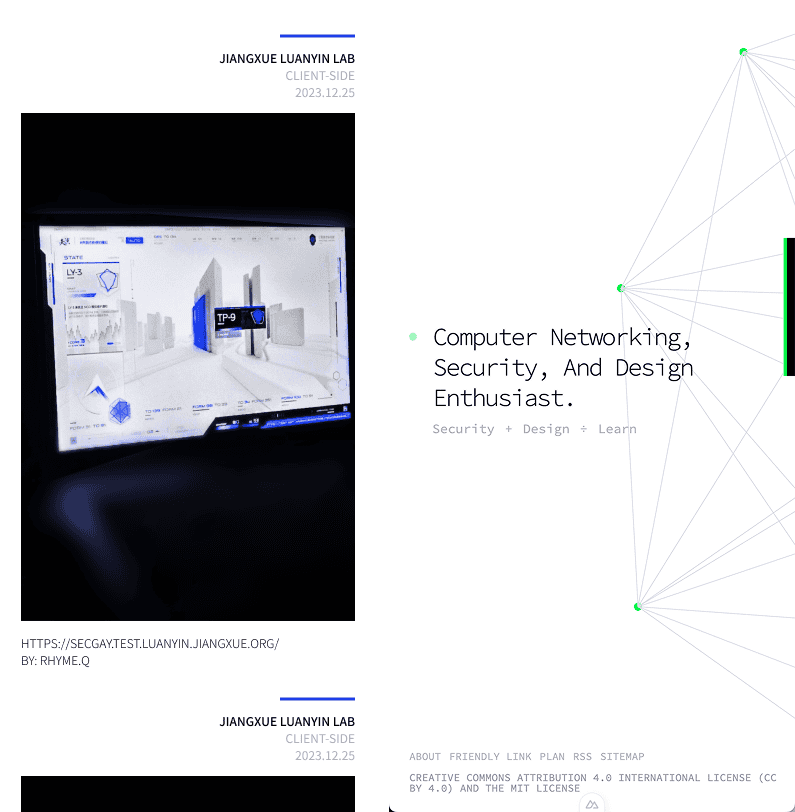 JIANGXUE LUANYIN LAB
CLIENT-SIDE
2023.12.25
STATE
LY-3
TP-9
HTTPS://SECGAY.TEST.LUANYIN.JIANGXUE.ORG/
BY: RHYME.Q
JIANGXUE LUANYIN LAB
CLIENT-SIDE
2023.12.25
Computer Networking,
Security, And Design
Enthusiast.
Security + Design ÷ Learn
ABOUT FRIENDLY LINK PLAN RSS SITEMAP
CREATIVE COMMONS ATTRIBUTION 4.0 INTERNATIONAL LICENSE (CC
BY 4.0) AND THE MIT LICENSE